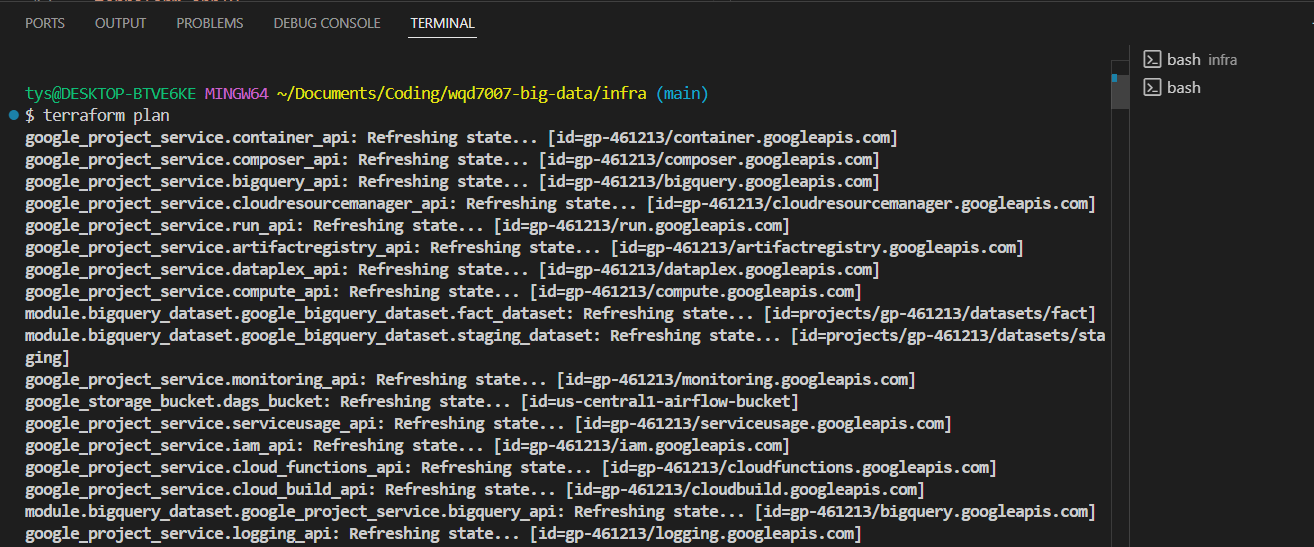 PORTS OUTPUT PROBLEMS DEBUG CONSOLE TERMINAL
bash infra
bash
tys@DESKTOP-BTVE6KE MINGW64 ~/Documents/Coding/wqd7007-big-data/infra (main)
$ terraform plan
google_project_service.container_api: Refreshing state... [id=gp-461213/container.googleapis.com]
google_project_service.composer_api: Refreshing state... [id=gp-461213/composer.googleapis.com]
google_project_service.bigquery_api: Refreshing state... [id=gp-461213/bigquery.googleapis.com]
google_project_service.cloudresourcemanager_api: Refreshing state... [id=gp-461213/cloudresourcemanager.googleapis.com]
google_project_service.run_api: Refreshing state... [id=gp-461213/run.googleapis.com]
google_project_service.artifactregistry_api: Refreshing state... [id=gp-461213/artifactregistry.googleapis.com]
google_project_service.dataplex_api: Refreshing state... [id=gp-461213/dataplex.googleapis.com]
google_project_service.compute_api: Refreshing state... [id=gp-461213/compute.googleapis.com]
module.bigquery_dataset.google_bigquery_dataset.fact_dataset: Refreshing state... [id=projects/gp-461213/datasets/fact]
module.bigquery_dataset.google_bigquery_dataset.staging_dataset: Refreshing state... [id=projects/gp-461213/datasets/sta
ging]
google_project_service.monitoring_api: Refreshing state... [id=gp-461213/monitoring.googleapis.com]
google_storage_bucket.dags_bucket: Refreshing state... [id=us-central1-airflow-bucket]
google_project_service.serviceusage_api: Refreshing state... [id=gp-461213/serviceusage.googleapis.com]
google_project_service.iam_api: Refreshing state... [id=gp-461213/iam.googleapis.com]
google_project_service.cloud_functions_api: Refreshing state... [id=gp-461213/cloudfunctions.googleapis.com]
google_project_service.cloud_build_api: Refreshing state... [id=gp-461213/cloudbuild.googleapis.com]
module.bigquery_dataset.google_project_service.bigquery_api: Refreshing state... [id=gp-461213/bigquery.googleapis.com]
google_project_service.logging_api: Refreshing state... [id=gp-461213/logging.googleapis.com]